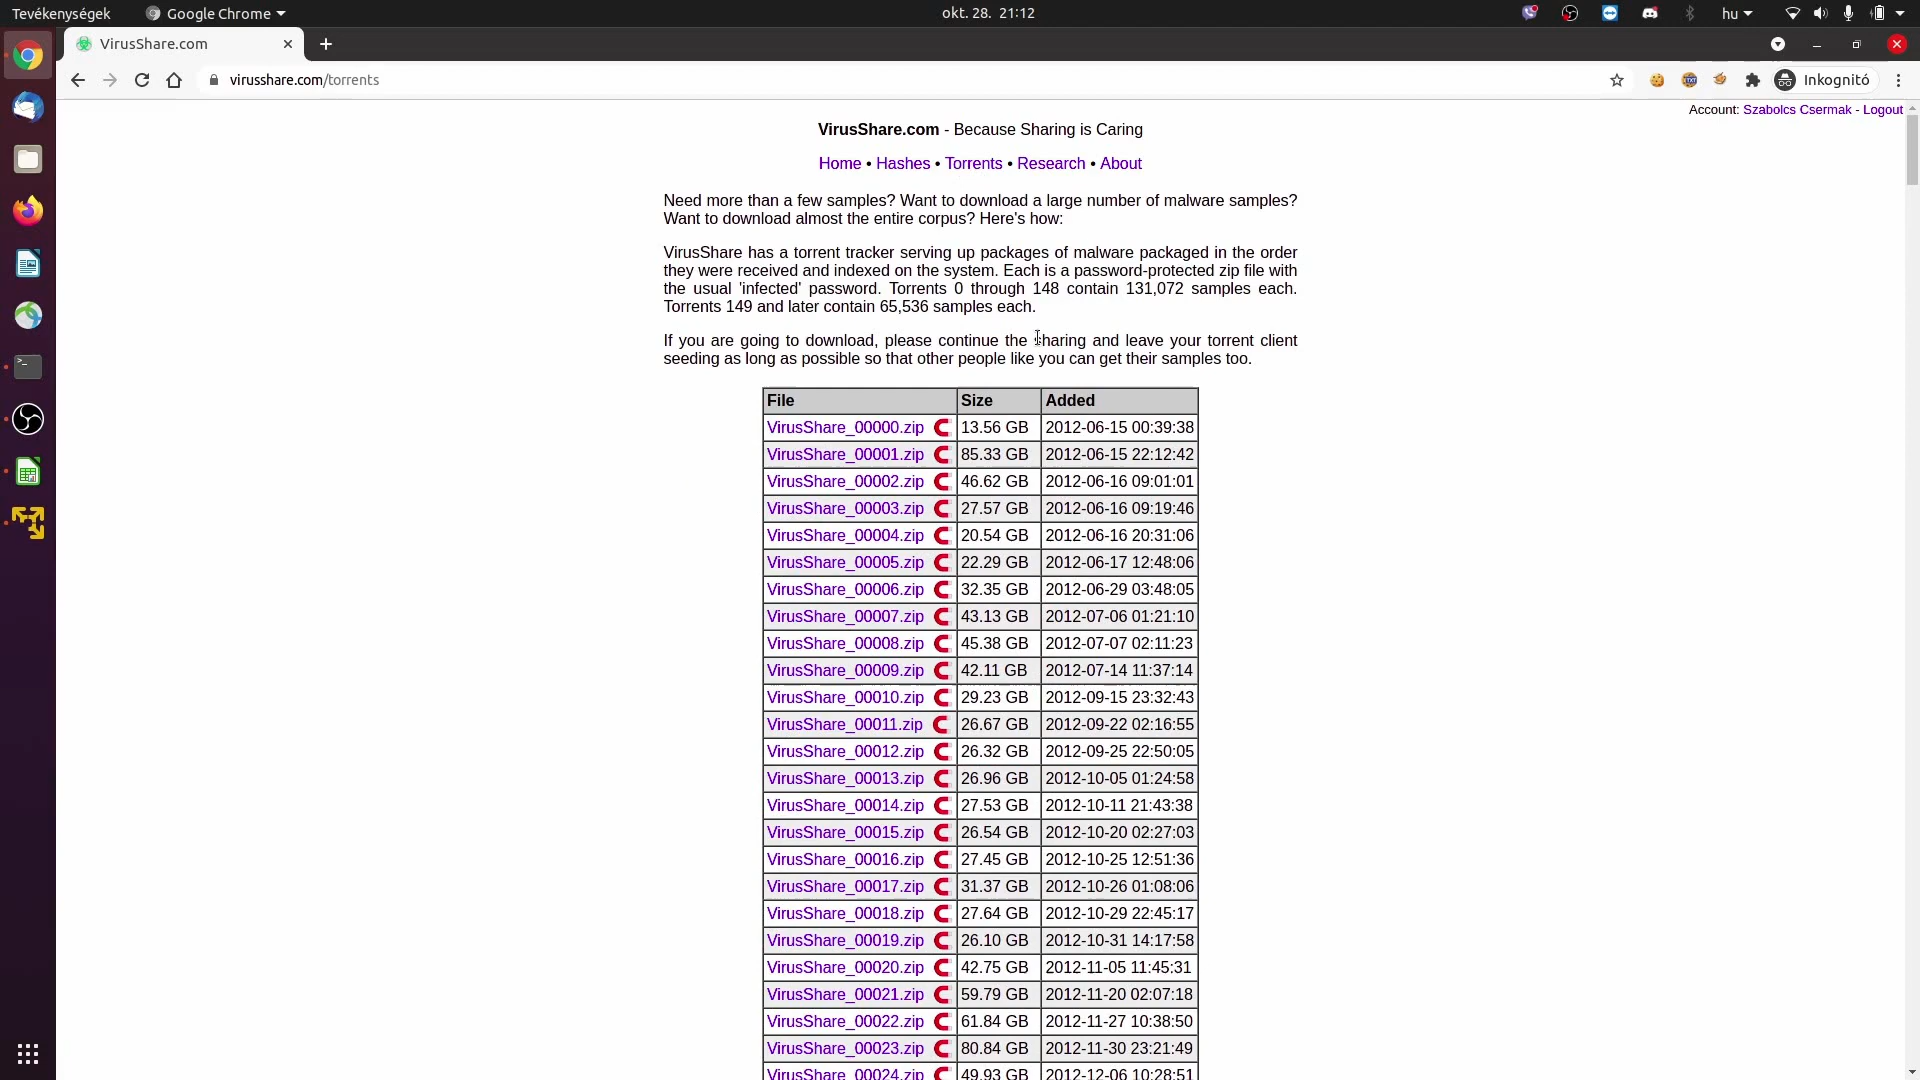 Tevékenységek
Google Chrome
okt. 28. 21:12
hu
VirusShare.com
virusshare.com/torrents
Inkognitó
Account: Szabolcs Csermak - Logout
VirusShare.com - Because Sharing is Caring
Home • Hashes • Torrents • Research • About
Need more than a few samples? Want to download a large number of malware samples?
Want to download almost the entire corpus? Here's how:
VirusShare has a torrent tracker serving up packages of malware packaged in the order
they were received and indexed on the system. Each is a password-protected zip file with
the usual 'infected' password. Torrents 0 through 148 contain 131,072 samples each.
Torrents 149 and later contain 65,536 samples each.
If you are going to download, please continue the sharing and leave your torrent client
seeding as long as possible so that other people like you can get their samples too.
File Size Added
VirusShare_00000.zip 13.56 GB 2012-06-15 00:39:38
VirusShare_00001.zip 85.33 GB 2012-06-15 22:12:42
VirusShare_00002.zip 46.62 GB 2012-06-16 09:01:01
VirusShare_00003.zip 27.57 GB 2012-06-16 09:19:46
VirusShare_00004.zip 20.54 GB 2012-06-16 20:31:06
VirusShare_00005.zip 22.29 GB 2012-06-17 12:48:06
VirusShare_00006.zip 32.35 GB 2012-06-29 03:48:05
VirusShare_00007.zip 43.13 GB 2012-07-06 01:21:10
VirusShare_00008.zip 45.38 GB 2012-07-07 02:11:23
VirusShare_00009.zip 42.11 GB 2012-07-14 11:37:14
VirusShare_00010.zip 29.23 GB 2012-09-15 23:32:43
VirusShare_00011.zip 26.67 GB 2012-09-22 02:16:55
VirusShare_00012.zip 26.32 GB 2012-09-25 22:50:05
VirusShare_00013.zip 26.96 GB 2012-10-05 01:24:58
VirusShare_00014.zip 27.53 GB 2012-10-11 21:43:38
VirusShare_00015.zip 26.54 GB 2012-10-20 02:27:03
VirusShare_00016.zip 27.45 GB 2012-10-25 12:51:36
VirusShare_00017.zip 31.37 GB 2012-10-26 01:08:06
VirusShare_00018.zip 27.64 GB 2012-10-29 22:45:17
VirusShare_00019.zip 26.10 GB 2012-10-31 14:17:58
VirusShare_00020.zip 42.75 GB 2012-11-05 11:45:31
VirusShare_00021.zip 59.79 GB 2012-11-20 02:07:18
VirusShare_00022.zip 61.84 GB 2012-11-27 10:38:50
VirusShare_00023.zip 80.84 GB 2012-11-30 23:21:49
VirusShare_00024.zip 49.93 GB 2012-12-06 10:28:51